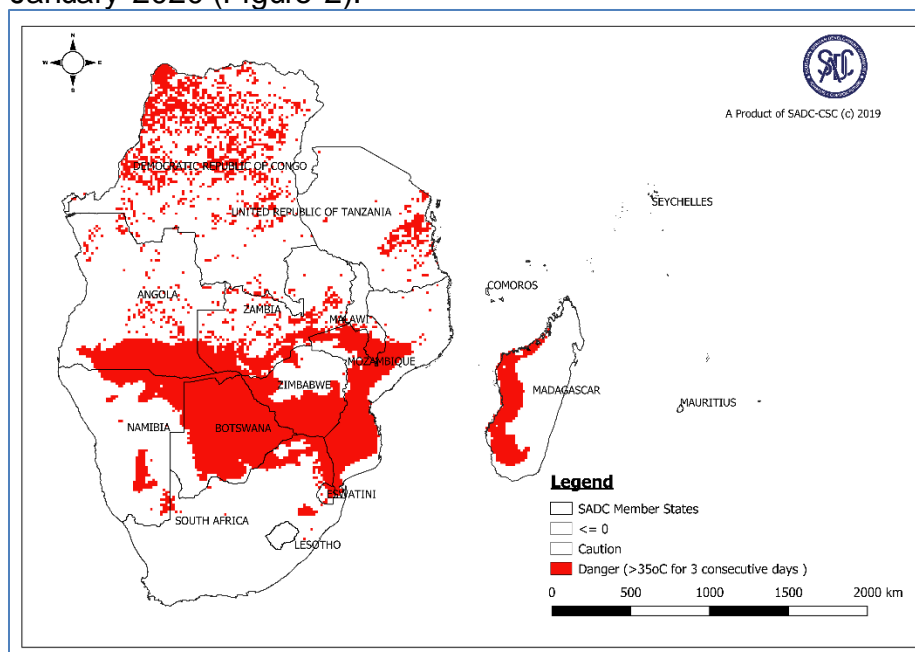 January 2020 (Figure 2).
N
W E
S
SADC
A Product of SADC-CSC (c) 2019
DEMOCRATIC REPUBLIC OF CONGO
UNITED REPUBLIC OF TANZANIA
SEYCHELLES
COMOROS
ANGOLA
ZAMBIA
MALAWI
MOZAMBIQUE
ZIMBABWE
MADAGASCAR
MAURITIUS
NAMIBIA
BOTSWANA
ESWATINI
SOUTH AFRICA
LESOTHO
Legend
SADC Member States
<= 0
Caution
Danger (>35oC for 3 consecutive days )
0 500 1000 1500 2000 km